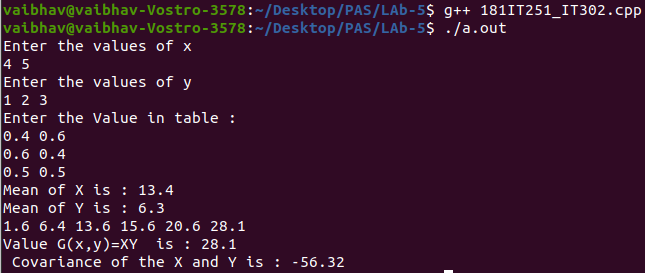 vaibhav@vaibhav-Vostro-3578:~/Desktop/PAS/LAb-5$ g++ 181IT251_IT302.cpp
vaibhav@vaibhav-Vostro-3578:~/Desktop/PAS/LAb-5$ ./a.out
Enter the values of x
4 5
Enter the values of y
1 2 3
Enter the Value in table :
0.4 0.6
0.6 0.4
0.5 0.5
Mean of X is : 13.4
Mean of Y is : 6.3
1.6 6.4 13.6 15.6 20.6 28.1
Value G(x,y)=XY  is : 28.1
 Covariance of the X and Y is : -56.32